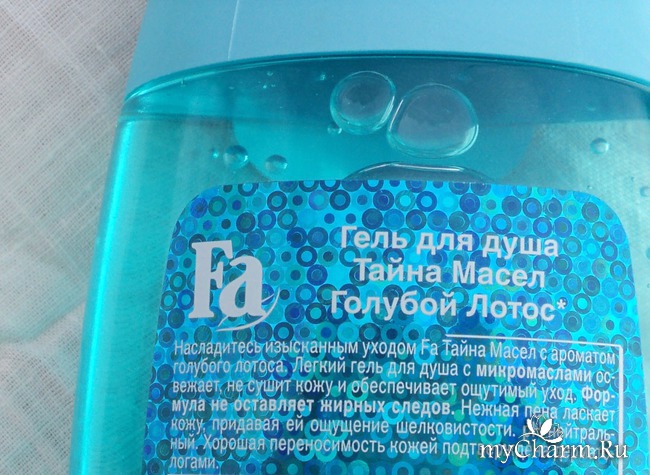 Fa
Гель для душа
Тайна Масел
Голубой Лотос*
Насладитесь изысканным уходом Fa Тайна Масел с ароматом
голубого лотоса. Легкий гель для душа с микромаслами ос-
вежает, не сушит кожу и обеспечивает ощутимый уход. Фор-
мула не оставляет жирных следов. Нежная пена ласкает
кожу, придавая ей ощущение шелковистости.
ный. Хорошая переносимость кожей
логами.
myCharm.Ru